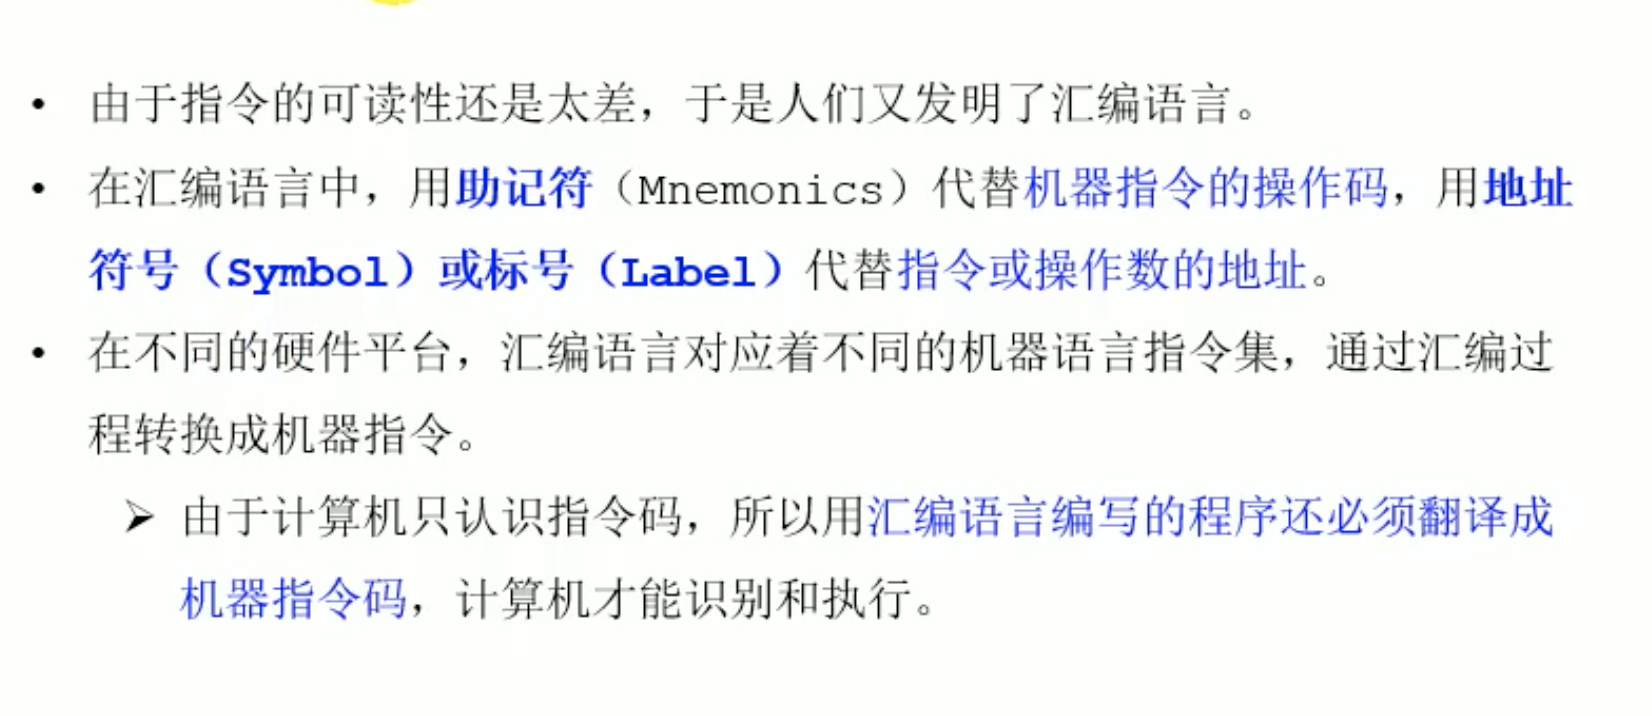 • 由于指令的可读性还是太差，于是人们又发明了汇编语言。
• 在汇编语言中，用助记符（Mnemonics）代替机器指令的操作码，用地址
符号（Symbol）或标号（Label）代替指令或操作数的地址。
• 在不同的硬件平台，汇编语言对应着不同的机器语言指令集，通过汇编过
程转换成机器指令。
➢ 由于计算机只认识指令码，所以用汇编语言编写的程序还必须翻译成
机器指令码，计算机才能识别和执行。